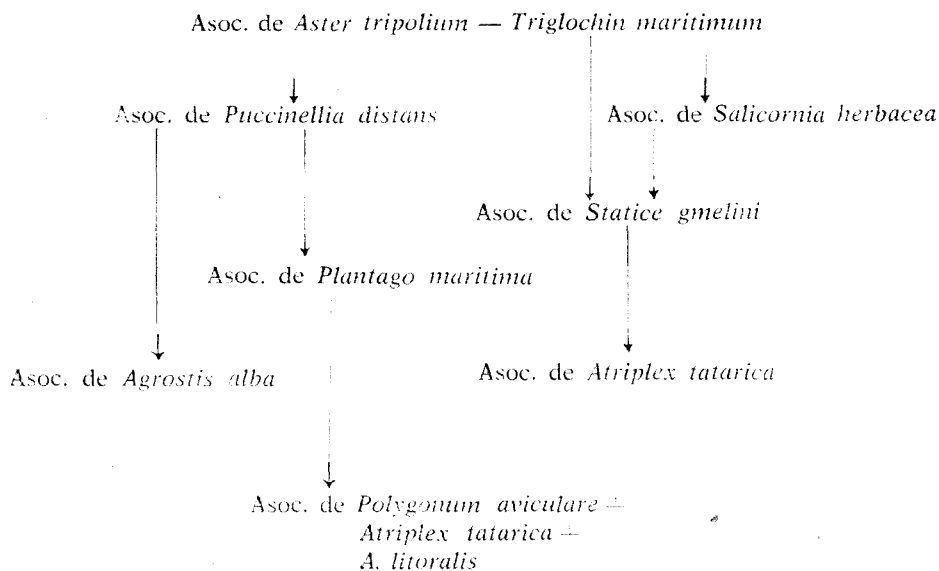 Asoc. de Aster tripolium — Triglochin maritimum
Asoc. de Puccinellia distans
Asoc. de Salicornia herbacea
Asoc. de Statice gmelini
Asoc. de Plantago maritima
Asoc. de Agrostis alba
Asoc. de Atriplex tatarica
Asoc. de Polygonum aviculare +
Atriplex tatarica +
A. litoralis